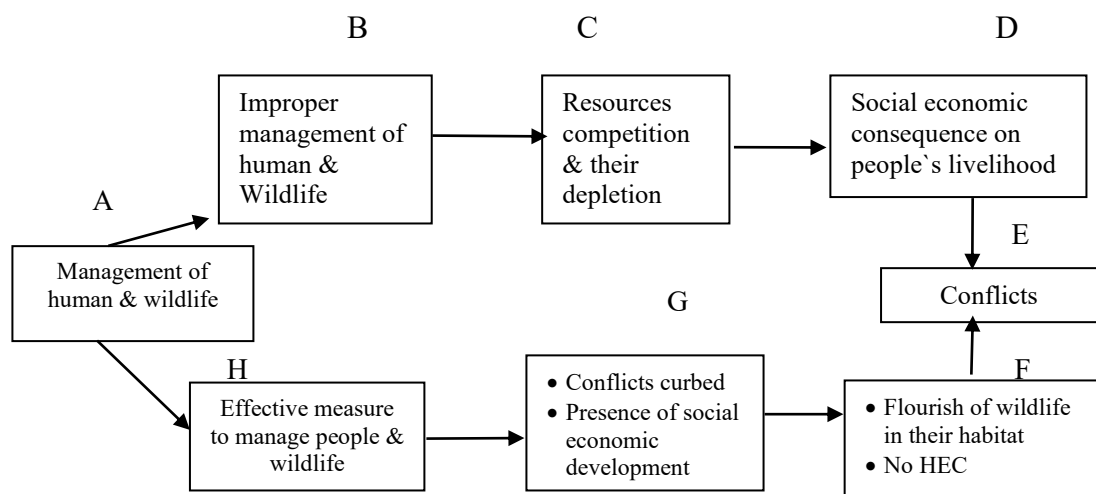 B
C
D
Improper
management of
human &
Wildlife
Resources
competition
& their
depletion
Social economic
consequence on
people`s livelihood
A
E
Management of
human & wildlife
Conflicts
G
H
F
Effective measure
to manage people &
wildlife
• Conflicts curbed
• Presence of social
economic
development
• Flourish of wildlife
in their habitat
• No HEC